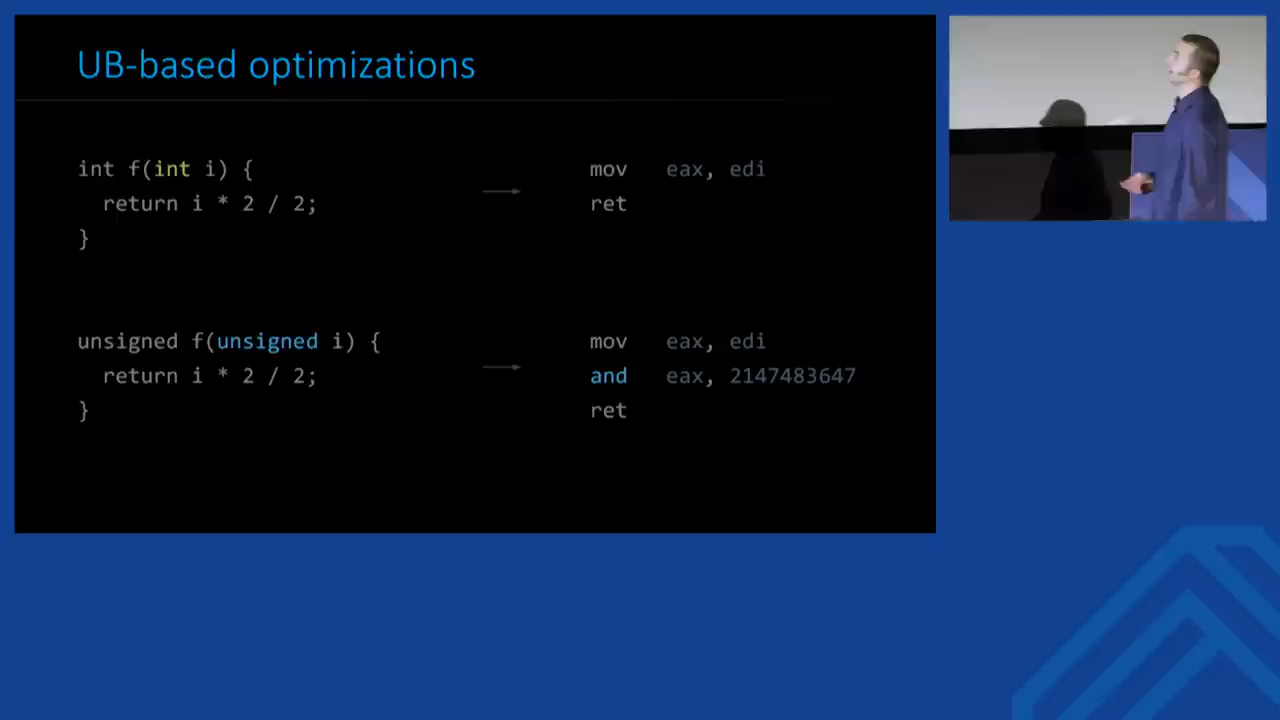 UB-based optimizations
int f(int i) {
return i * 2 / 2;
}
mov eax, edi
ret
unsigned f(unsigned i) {
return i * 2 / 2;
}
mov eax, edi
and eax, 2147483647
ret